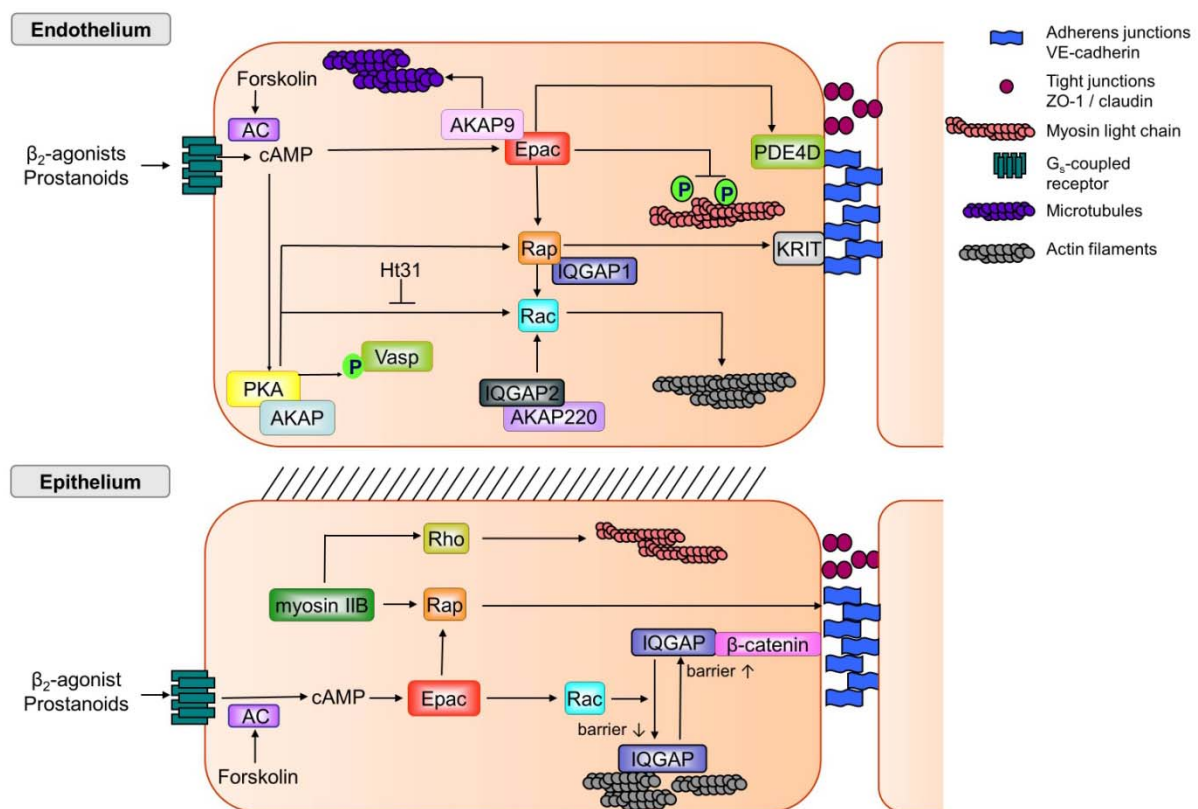 Endothelium
Forskolin
AC
β₂-agonists
Prostanoids
cAMP
AKAP9
Epac
PDE4D
P
P
Rap
IQGAP1
KRIT
Ht31
Rac
P
Vasp
PKA
AKAP
IQGAP2
AKAP220
Adherens junctions
VE-cadherin
Tight junctions
ZO-1 / claudin
Myosin light chain
Gₛ-coupled
receptor
Microtubules
Actin filaments
Epithelium
Rho
myosin IIB
Rap
IQGAP
β-catenin
barrier ↑
β₂-agonist
Prostanoids
AC
cAMP
Epac
Rac
barrier ↓
IQGAP
Forskolin